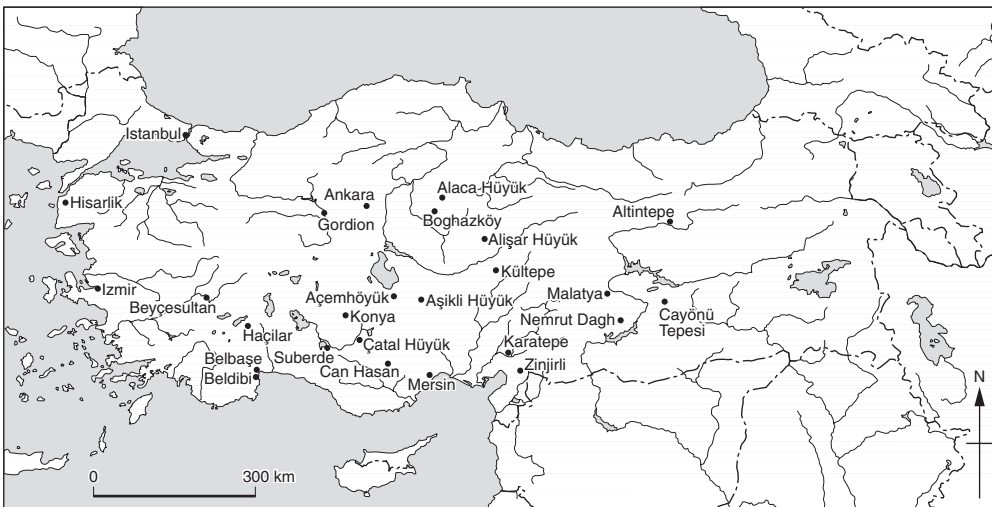 Istanbul
Hisarlik
Ankara
Gordion
Alaca Hüyük
Boghazköy
Altintepe
Alişar Hüyük
Kültepe
Izmir
Beyçesultan
Açemhöyük
Aşikli Hüyük
Malatya
Konya
Nemrut Dagh
Cayönü
Tepesi
Haçilar
Çatal Hüyük
Karatepe
Suberde
Can Hasan
Belbaşe
Beldibi
Zinjirli
Mersin
N
0
300 km